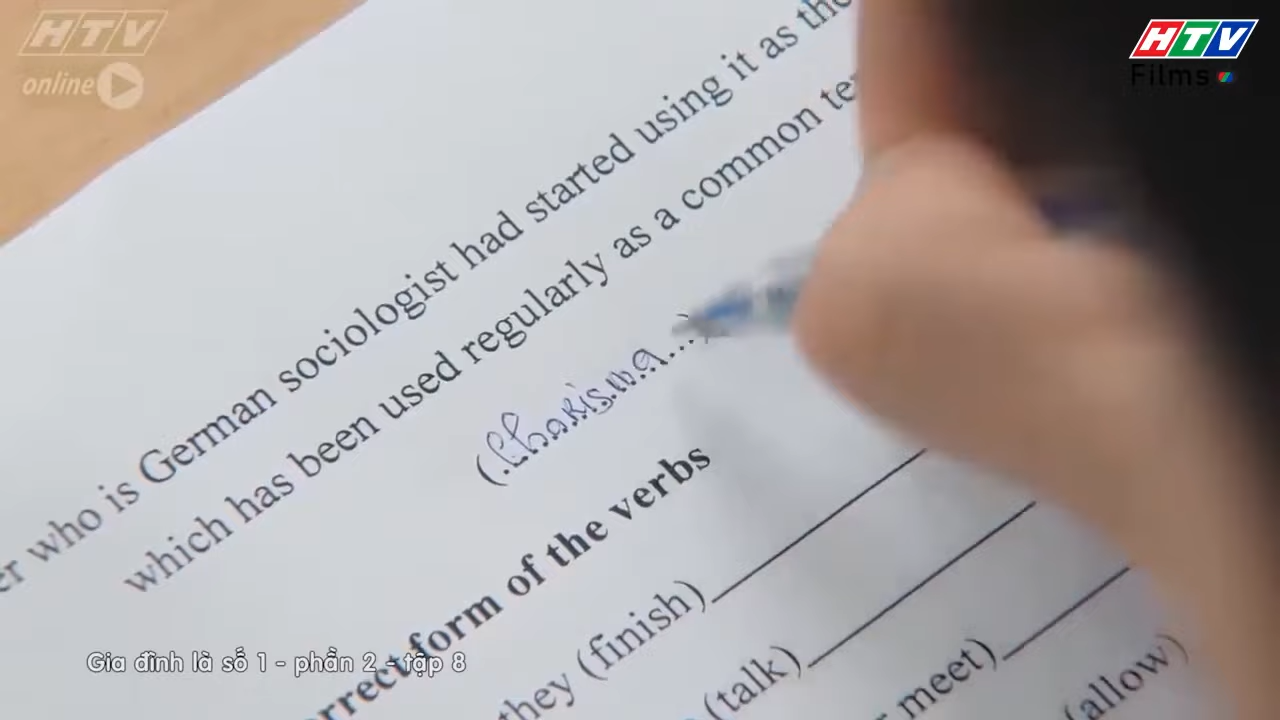 HTV
online
HTV
Films
er who is German sociologist had started using it as the
which has been used regularly as a common te
(.charisma...
rrect form of the verbs
they (finish)
(talk)
r meet)
(allow)
Gia đình là số 1 - phần 2 - tập 8